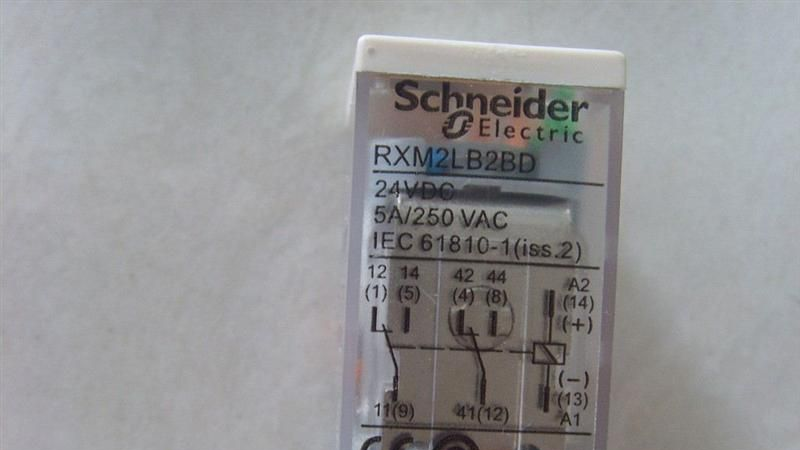 Schneider
Electric
RXM2LB2BD
24VDC
5A/250 VAC
IEC 61810-1(iss.2)
12 14 42 44 A2
(1) (5) (4) (8) (14)
(+)
(-)
(13)
11(9) 41(12) A1